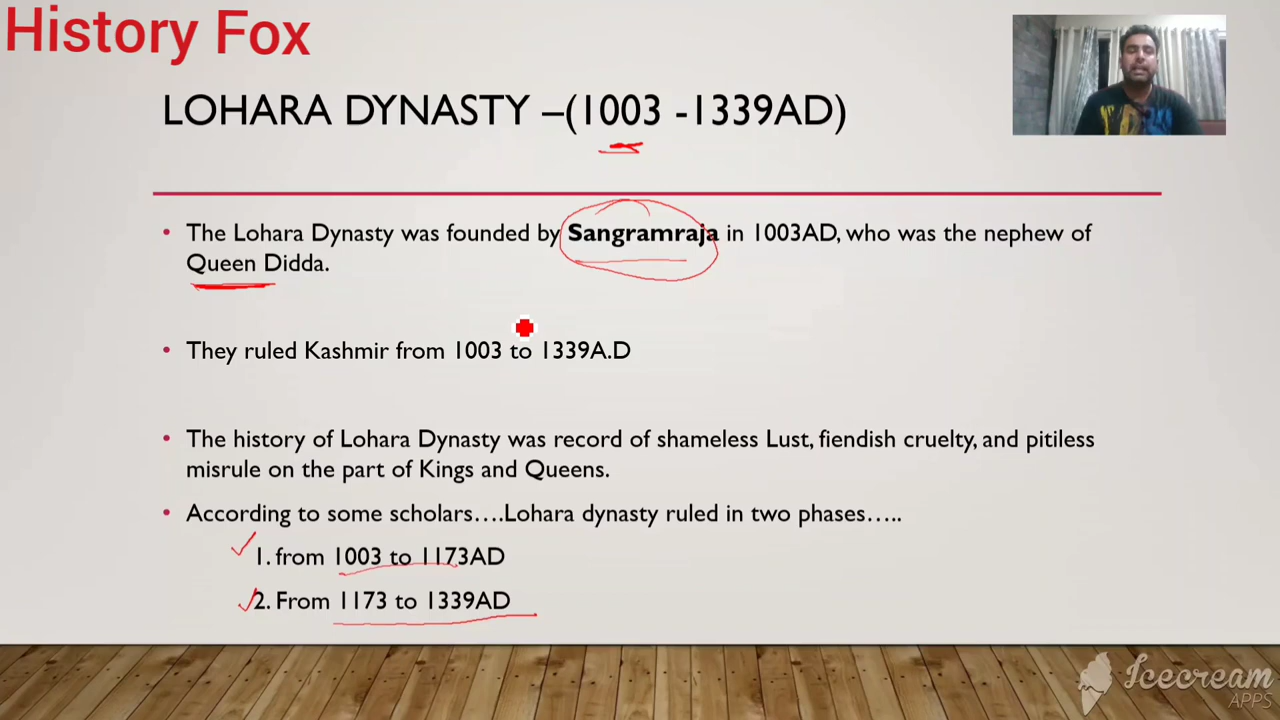 History Fox
LOHARA DYNASTY –(1003 -1339AD)
• The Lohara Dynasty was founded by Sangramraja in 1003AD, who was the nephew of
Queen Didda.
• They ruled Kashmir from 1003 to 1339A.D
• The history of Lohara Dynasty was record of shameless Lust, fiendish cruelty, and pitiless
misrule on the part of Kings and Queens.
• According to some scholars….Lohara dynasty ruled in two phases…..
1. from 1003 to 1173AD
2. From 1173 to 1339AD
Icecream
APPS